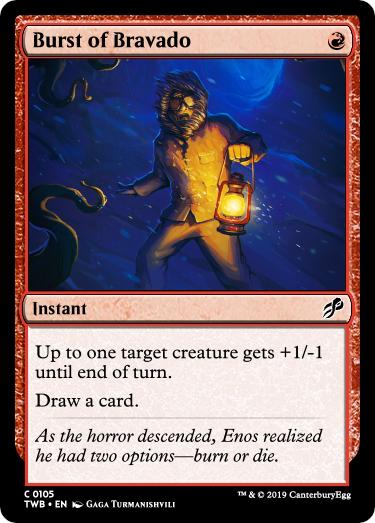 Burst of Bravado
Instant
Up to one target creature gets +1/-1
until end of turn.
Draw a card.
As the horror descended, Enos realized
he had two options—burn or die.
C 0105
TWB • EN Gaga Turmanishvili
™ & © 2019 CanterburyEgg